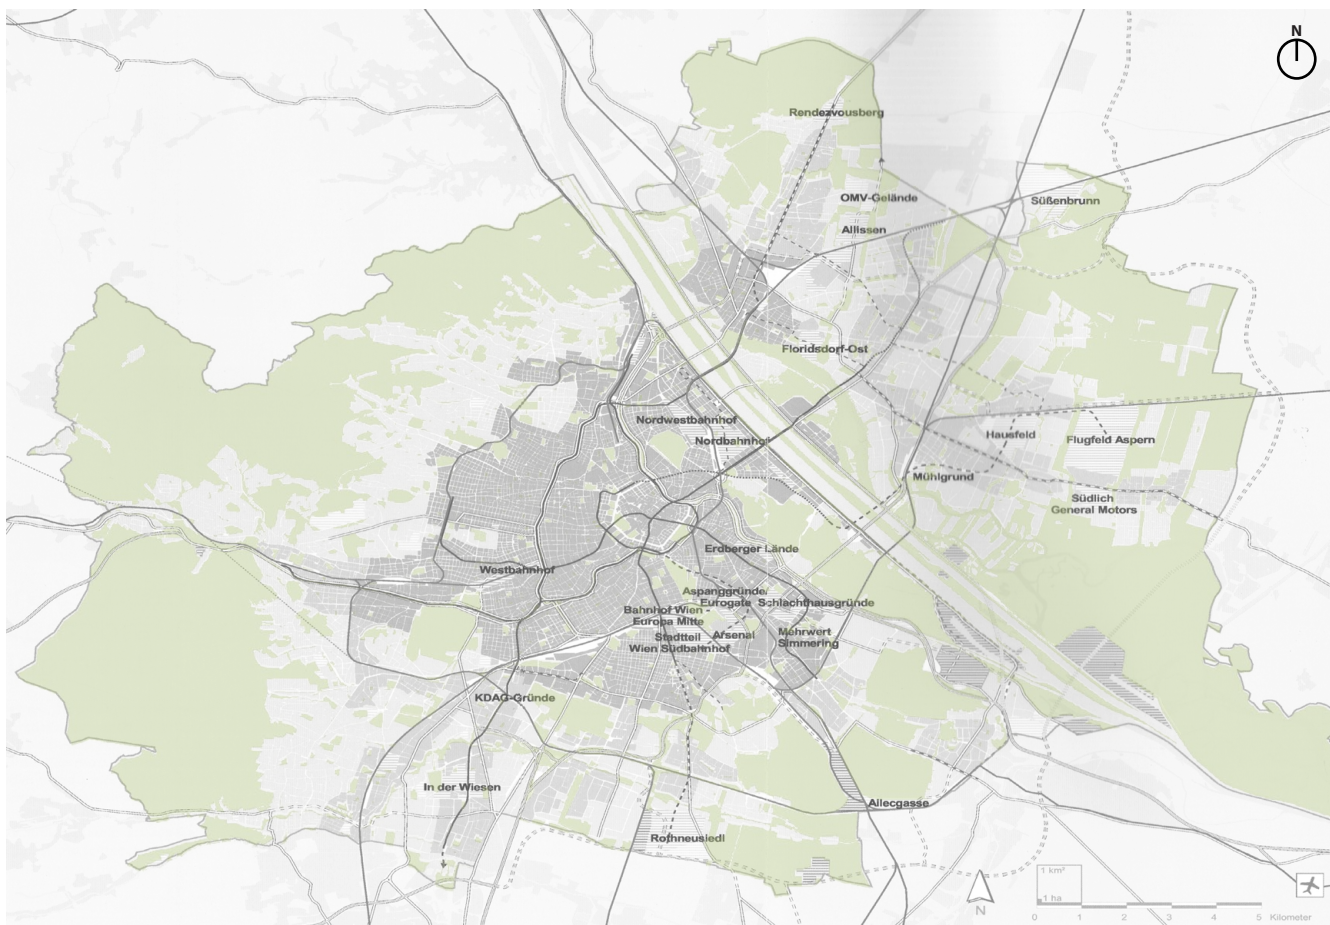 N
Rendezvousberg
OMV-Gelände
Süßenbrunn
Allissen
Floridsdorf-Ost
Nordwestbahnhof
Nordbahnhof
Hausfeld
Flugfeld Aspern
Mühlgrund
Südlich
General Motors
Erdberger Lände
Westbahnhof
Aspanggründe/
Eurogate
Schlachthausgründe
Bahnhof Wien -
Europa Mitte
Stadtteil
Wien Südbahnhof
Arsenal
Mehrwert
Simmering
KDAG-Gründe
In der Wiesen
Allecgasse
Rothneusiedl
1 km²
1 ha
N
0 1 2 3 4 5 Kilometer